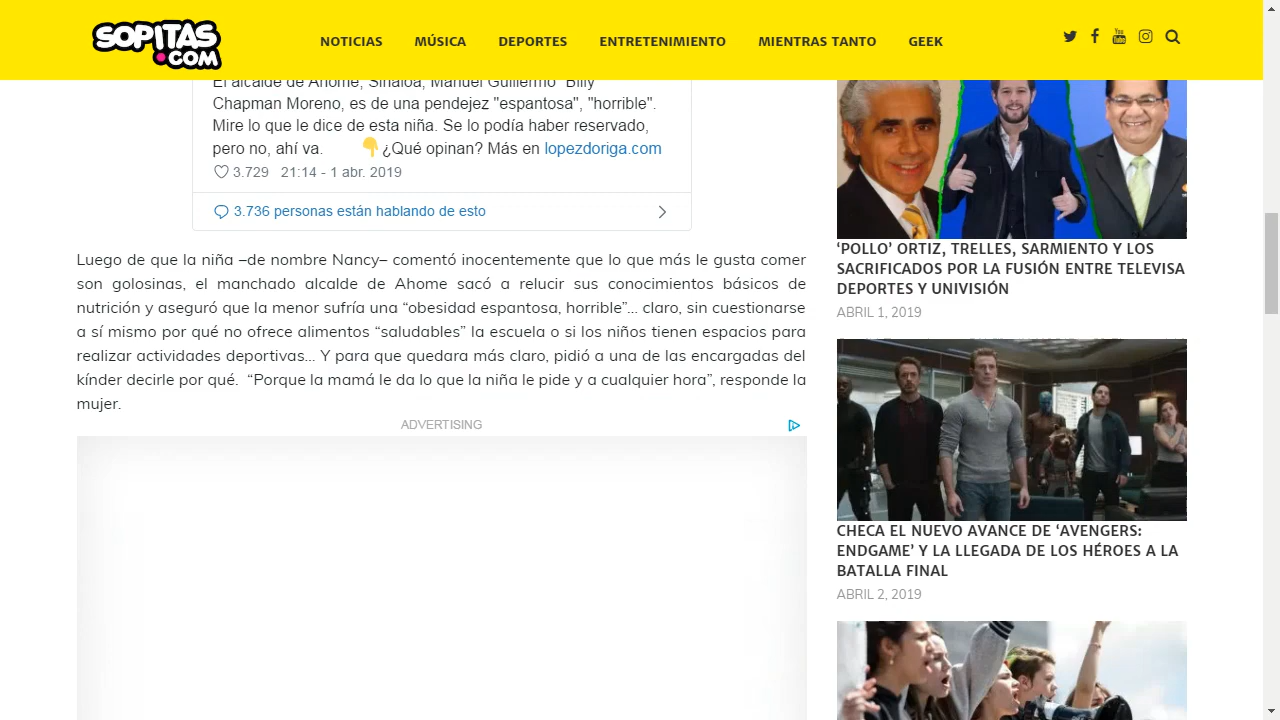 SOPITAS
.COM
NOTICIAS MÚSICA DEPORTES ENTRETENIMIENTO MIENTRAS TANTO GEEK
El alcalde de Ahome, Sinaloa, Manuel Guillermo "Billy"
Chapman Moreno, es de una pendejez "espantosa", "horrible".
Mire lo que le dice de esta niña. Se lo podía haber reservado,
pero no, ahí va. 👇 ¿Qué opinan? Más en lopezdoriga.com
3.729 21:14 - 1 abr. 2019
3.736 personas están hablando de esto
Luego de que la niña –de nombre Nancy– comentó inocentemente que lo que más le gusta comer
son golosinas, el manchado alcalde de Ahome sacó a relucir sus conocimientos básicos de
nutrición y aseguró que la menor sufría una “obesidad espantosa, horrible”… claro, sin cuestionarse
a sí mismo por qué no ofrece alimentos “saludables” la escuela o si los niños tienen espacios para
realizar actividades deportivas… Y para que quedara más claro, pidió a una de las encargadas del
kínder decirle por qué. “Porque la mamá le da lo que la niña le pide y a cualquier hora”, responde la
mujer.
ADVERTISING
‘POLLO’ ORTIZ, TRELLES, SARMIENTO Y LOS
SACRIFICADOS POR LA FUSIÓN ENTRE TELEVISA
DEPORTES Y UNIVISIÓN
ABRIL 1, 2019
CHECA EL NUEVO AVANCE DE ‘AVENGERS:
ENDGAME’ Y LA LLEGADA DE LOS HÉROES A LA
BATALLA FINAL
ABRIL 2, 2019